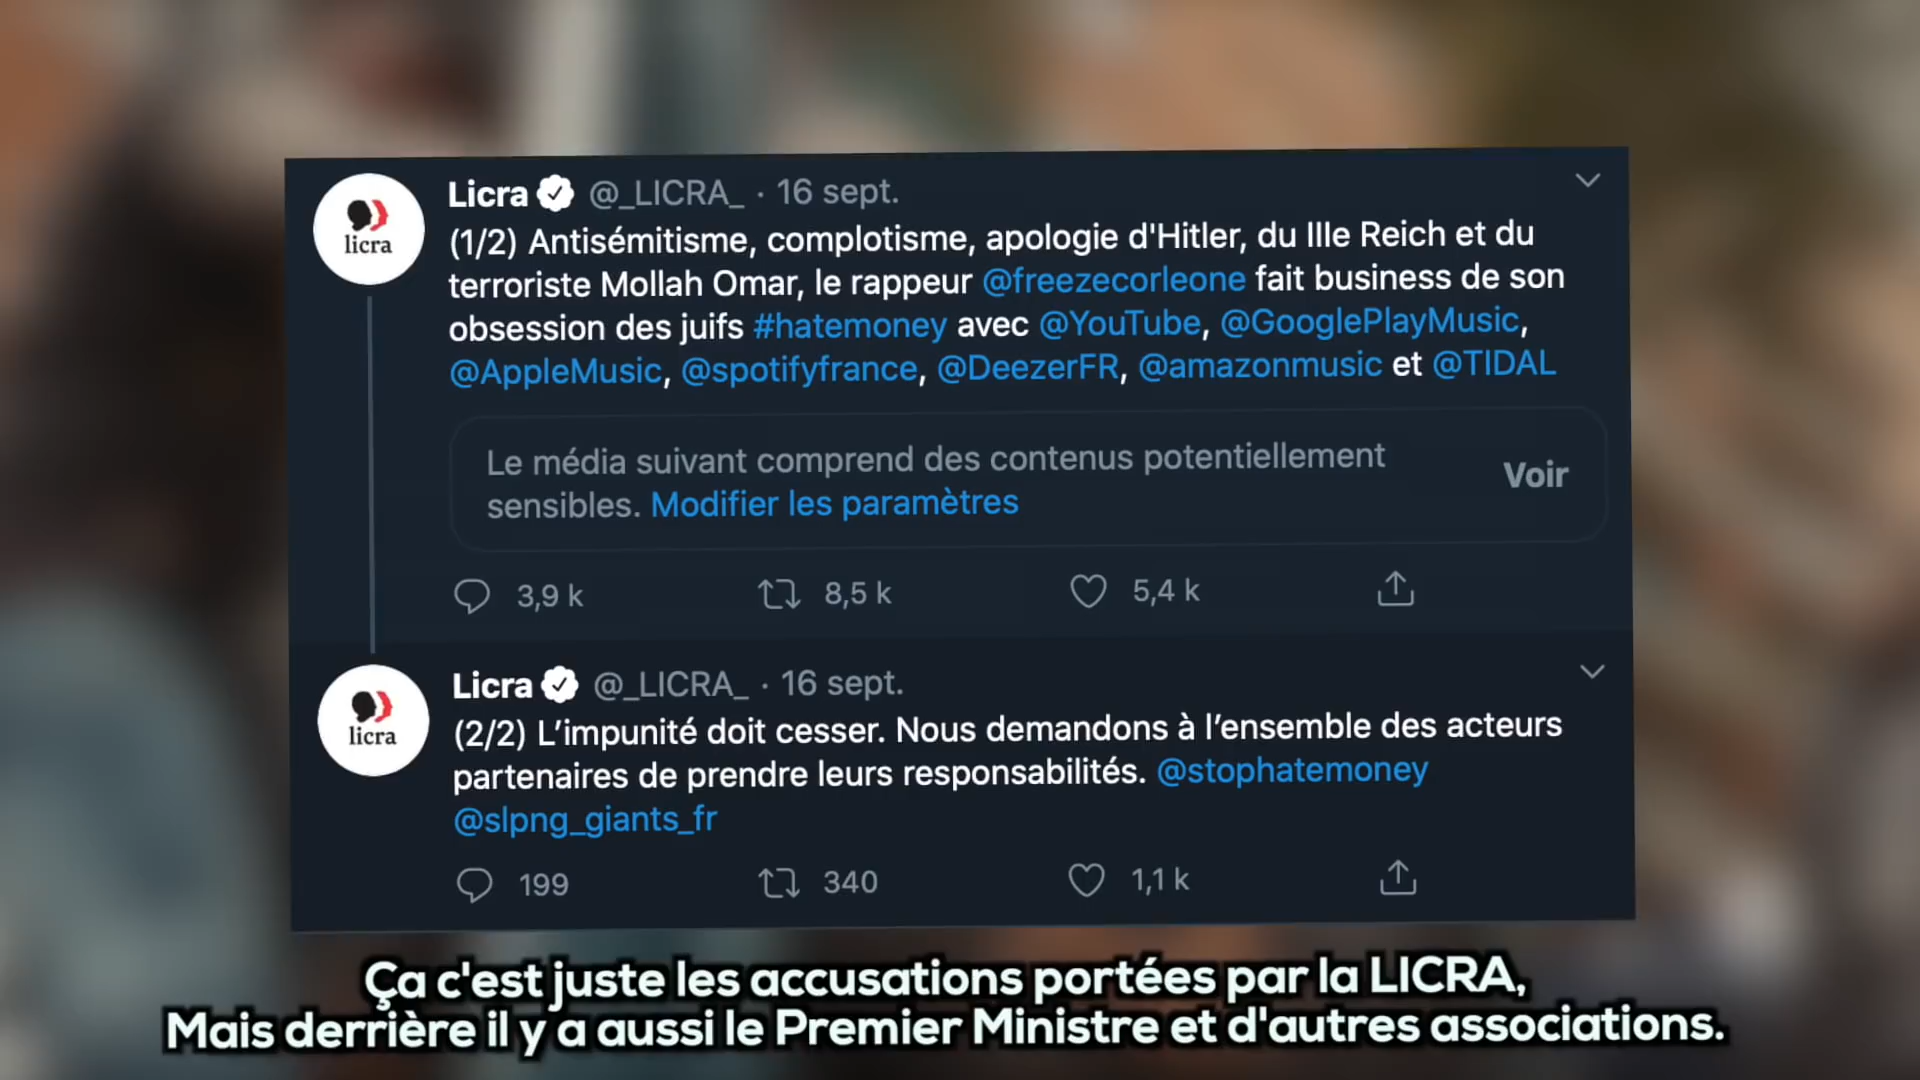 licra
Licra @_LICRA_ · 16 sept.
(1/2) Antisémitisme, complotisme, apologie d'Hitler, du IIIe Reich et du
terroriste Mollah Omar, le rappeur @freezecorleone fait business de son
obsession des juifs #hatemoney avec @YouTube, @GooglePlayMusic,
@AppleMusic, @spotifyfrance, @DeezerFR, @amazonmusic et @TIDAL
Le média suivant comprend des contenus potentiellement
sensibles. Modifier les paramètres
Voir
3,9 k 8,5 k 5,4 k
licra
Licra @_LICRA_ · 16 sept.
(2/2) L’impunité doit cesser. Nous demandons à l’ensemble des acteurs
partenaires de prendre leurs responsabilités. @stophatemoney
@slpng_giants_fr
199 340 1,1 k
Ça c'est juste les accusations portées par la LICRA,
Mais derrière il y a aussi le Premier Ministre et d'autres associations.